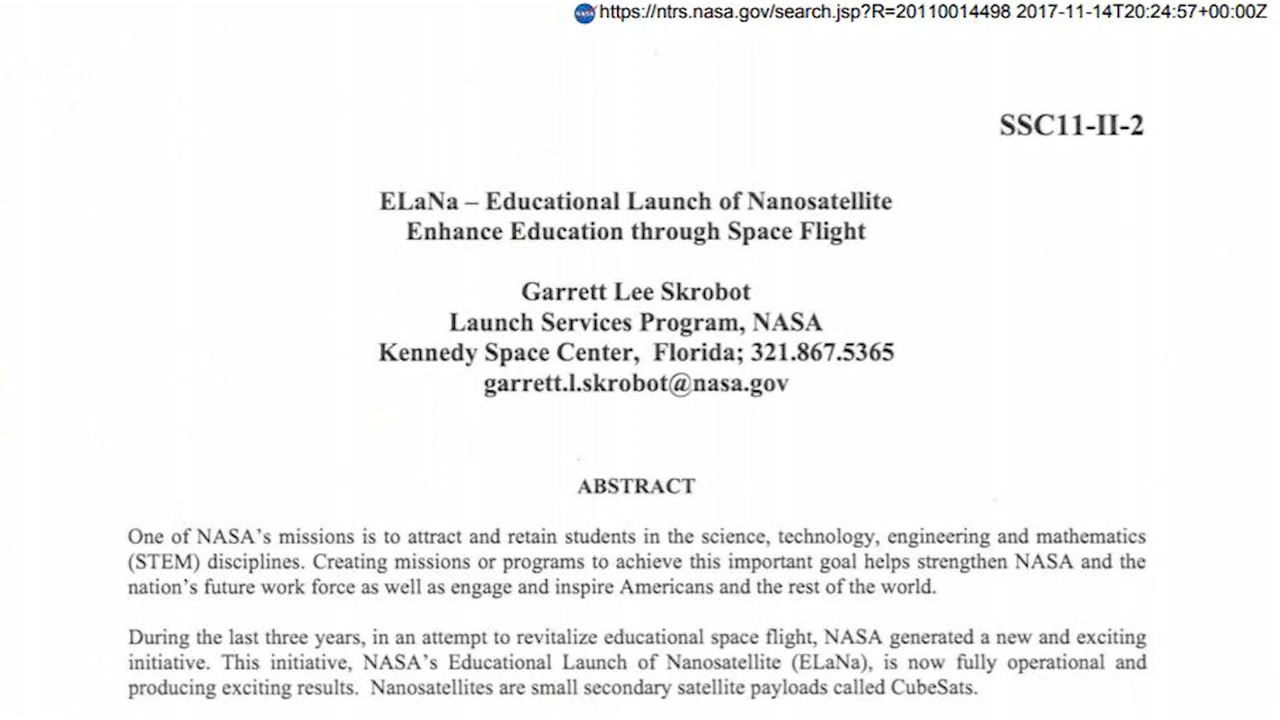 NASA https://ntrs.nasa.gov/search.jsp?R=20110014498 2017-11-14T20:24:57+00:00Z
SSC11-II-2
ELaNa – Educational Launch of Nanosatellite
Enhance Education through Space Flight
Garrett Lee Skrobot
Launch Services Program, NASA
Kennedy Space Center, Florida; 321.867.5365
garrett.l.skrobot@nasa.gov
ABSTRACT
One of NASA's missions is to attract and retain students in the science, technology, engineering and mathematics
(STEM) disciplines. Creating missions or programs to achieve this important goal helps strengthen NASA and the
nation's future work force as well as engage and inspire Americans and the rest of the world.
During the last three years, in an attempt to revitalize educational space flight, NASA generated a new and exciting
initiative. This initiative, NASA's Educational Launch of Nanosatellite (ELaNa), is now fully operational and
producing exciting results. Nanosatellites are small secondary satellite payloads called CubeSats.